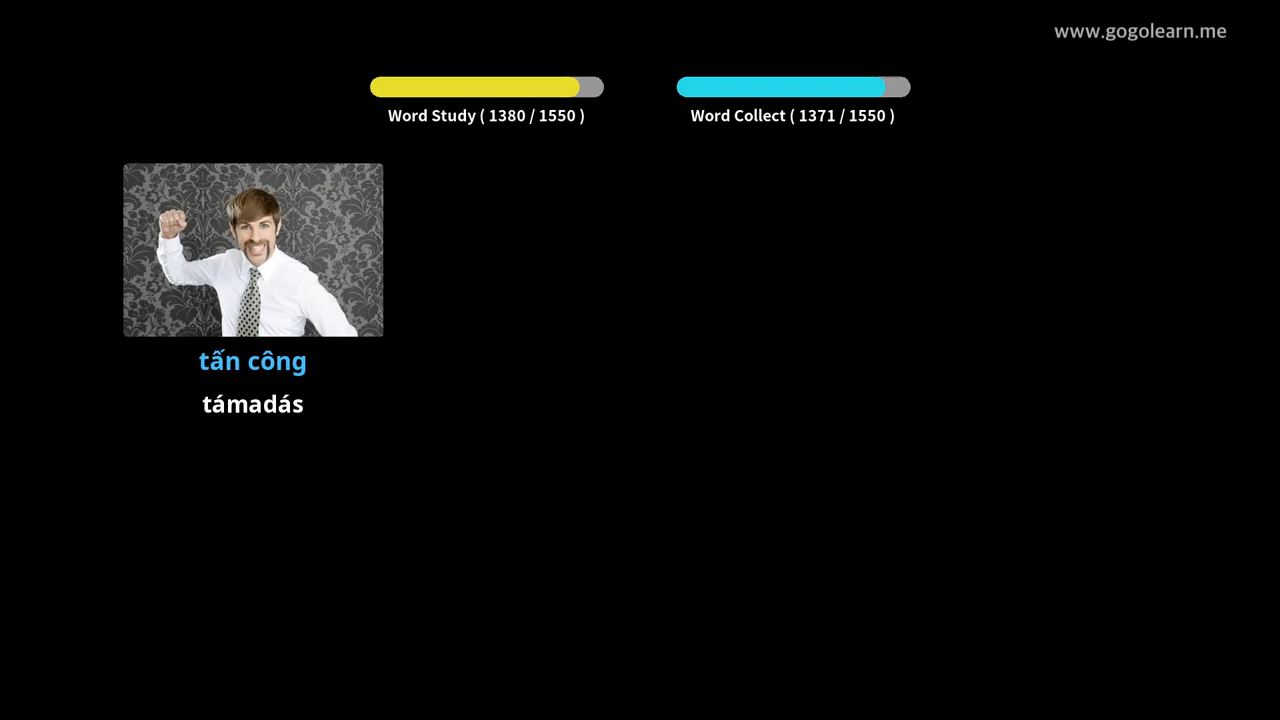 www.gogolearn.me
Word Study ( 1380 / 1550 )
Word Collect ( 1371 / 1550 )
tấn công
támadás